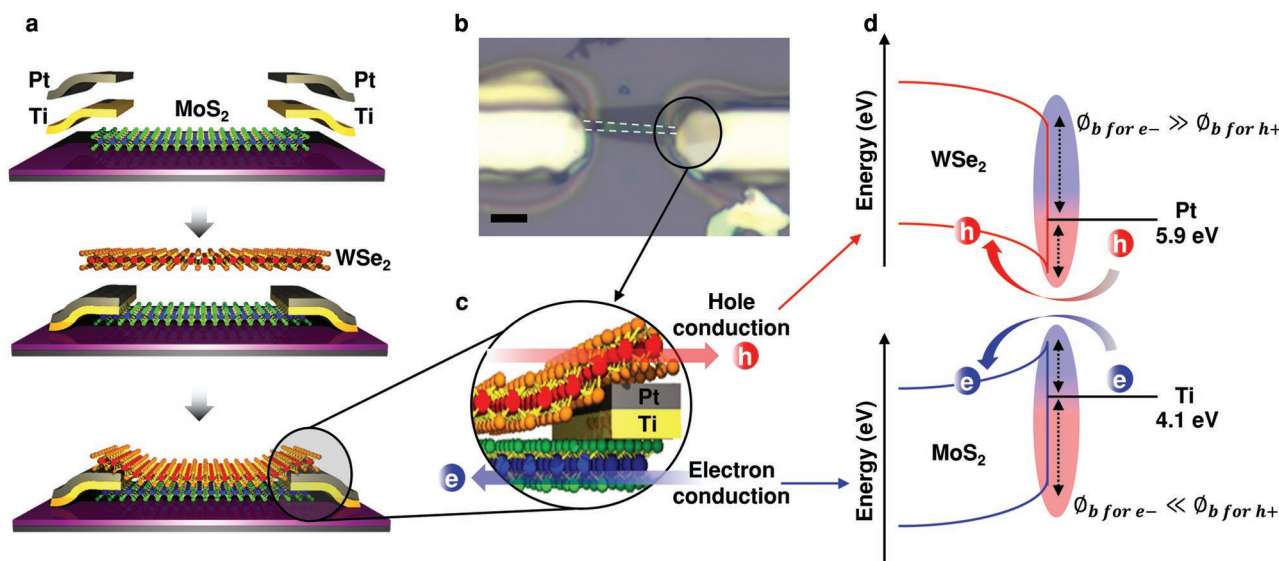 a
Pt
Pt
Ti
MoS₂
Ti
WSe₂
b
c
Hole
conduction
h
Pt
Ti
e
Electron
conduction
d
Energy (eV)
WSe₂
∅b for e− ≫ ∅b for h+
Pt
5.9 eV
h
h
Energy (eV)
e
e
Ti
4.1 eV
MoS₂
∅b for e− ≪ ∅b for h+